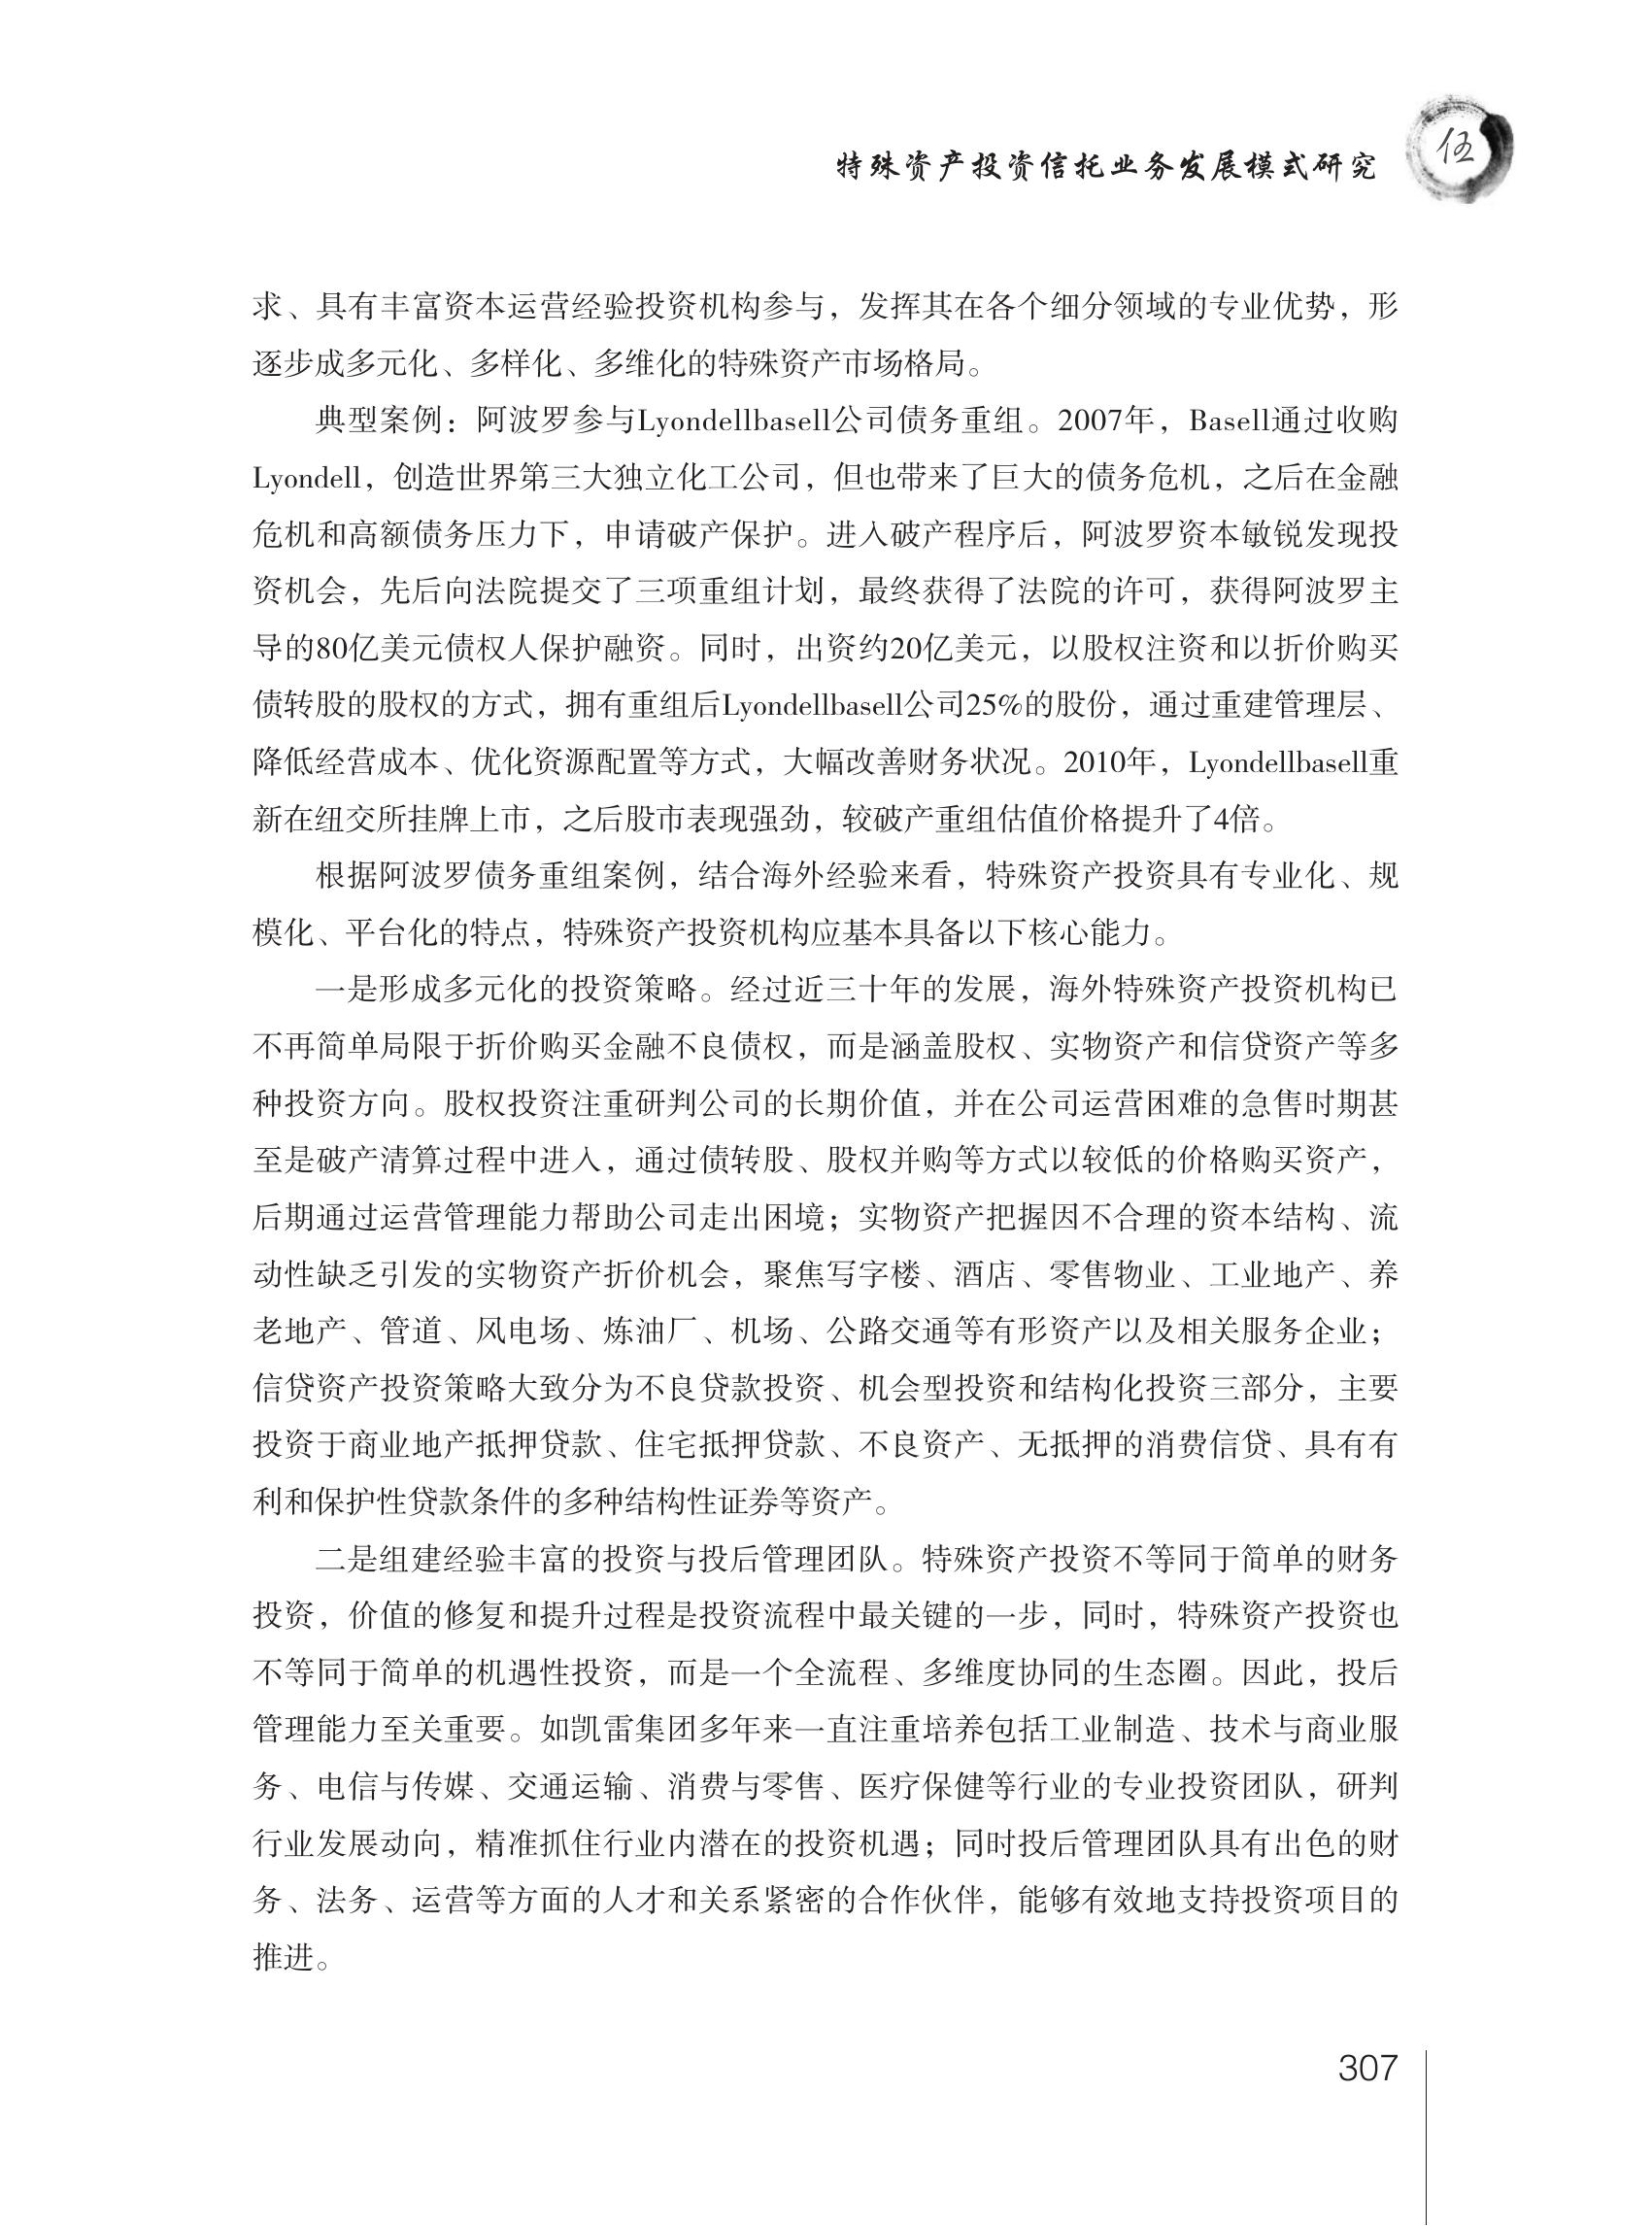 特殊资产投资信托业务发展模式研究
伍
求、具有丰富资本运营经验投资机构参与，发挥其在各个细分领域的专业优势，形
逐步成多元化、多样化、多维化的特殊资产市场格局。
典型案例：阿波罗参与Lyondellbasell公司债务重组。2007年，Basell通过收购
Lyondell，创造世界第三大独立化工公司，但也带来了巨大的债务危机，之后在金融
危机和高额债务压力下，申请破产保护。进入破产程序后，阿波罗资本敏锐发现投
资机会，先后向法院提交了三项重组计划，最终获得了法院的许可，获得阿波罗主
导的80亿美元债权人保护融资。同时，出资约20亿美元，以股权注资和以折价购买
债转股的股权的方式，拥有重组后Lyondellbasell公司25%的股份，通过重建管理层、
降低经营成本、优化资源配置等方式，大幅改善财务状况。2010年，Lyondellbasell重
新在纽交所挂牌上市，之后股市表现强劲，较破产重组估值价格提升了4倍。
根据阿波罗债务重组案例，结合海外经验来看，特殊资产投资具有专业化、规
模化、平台化的特点，特殊资产投资机构应基本具备以下核心能力。
一是形成多元化的投资策略。经过近三十年的发展，海外特殊资产投资机构已
不再简单局限于折价购买金融不良债权，而是涵盖股权、实物资产和信贷资产等多
种投资方向。股权投资注重研判公司的长期价值，并在公司运营困难的急售时期甚
至是破产清算过程中进入，通过债转股、股权并购等方式以较低的价格购买资产，
后期通过运营管理能力帮助公司走出困境；实物资产把握因不合理的资本结构、流
动性缺乏引发的实物资产折价机会，聚焦写字楼、酒店、零售物业、工业地产、养
老地产、管道、风电场、炼油厂、机场、公路交通等有形资产以及相关服务企业；
信贷资产投资策略大致分为不良贷款投资、机会型投资和结构化投资三部分，主要
投资于商业地产抵押贷款、住宅抵押贷款、不良资产、无抵押的消费信贷、具有有
利和保护性贷款条件的多种结构性证券等资产。
二是组建经验丰富的投资与投后管理团队。特殊资产投资不等同于简单的财务
投资，价值的修复和提升过程是投资流程中最关键的一步，同时，特殊资产投资也
不等同于简单的机遇性投资，而是一个全流程、多维度协同的生态圈。因此，投后
管理能力至关重要。如凯雷集团多年来一直注重培养包括工业制造、技术与商业服
务、电信与传媒、交通运输、消费与零售、医疗保健等行业的专业投资团队，研判
行业发展动向，精准抓住行业内潜在的投资机遇；同时投后管理团队具有出色的财
务、法务、运营等方面的人才和关系紧密的合作伙伴，能够有效地支持投资项目的
推进。
307